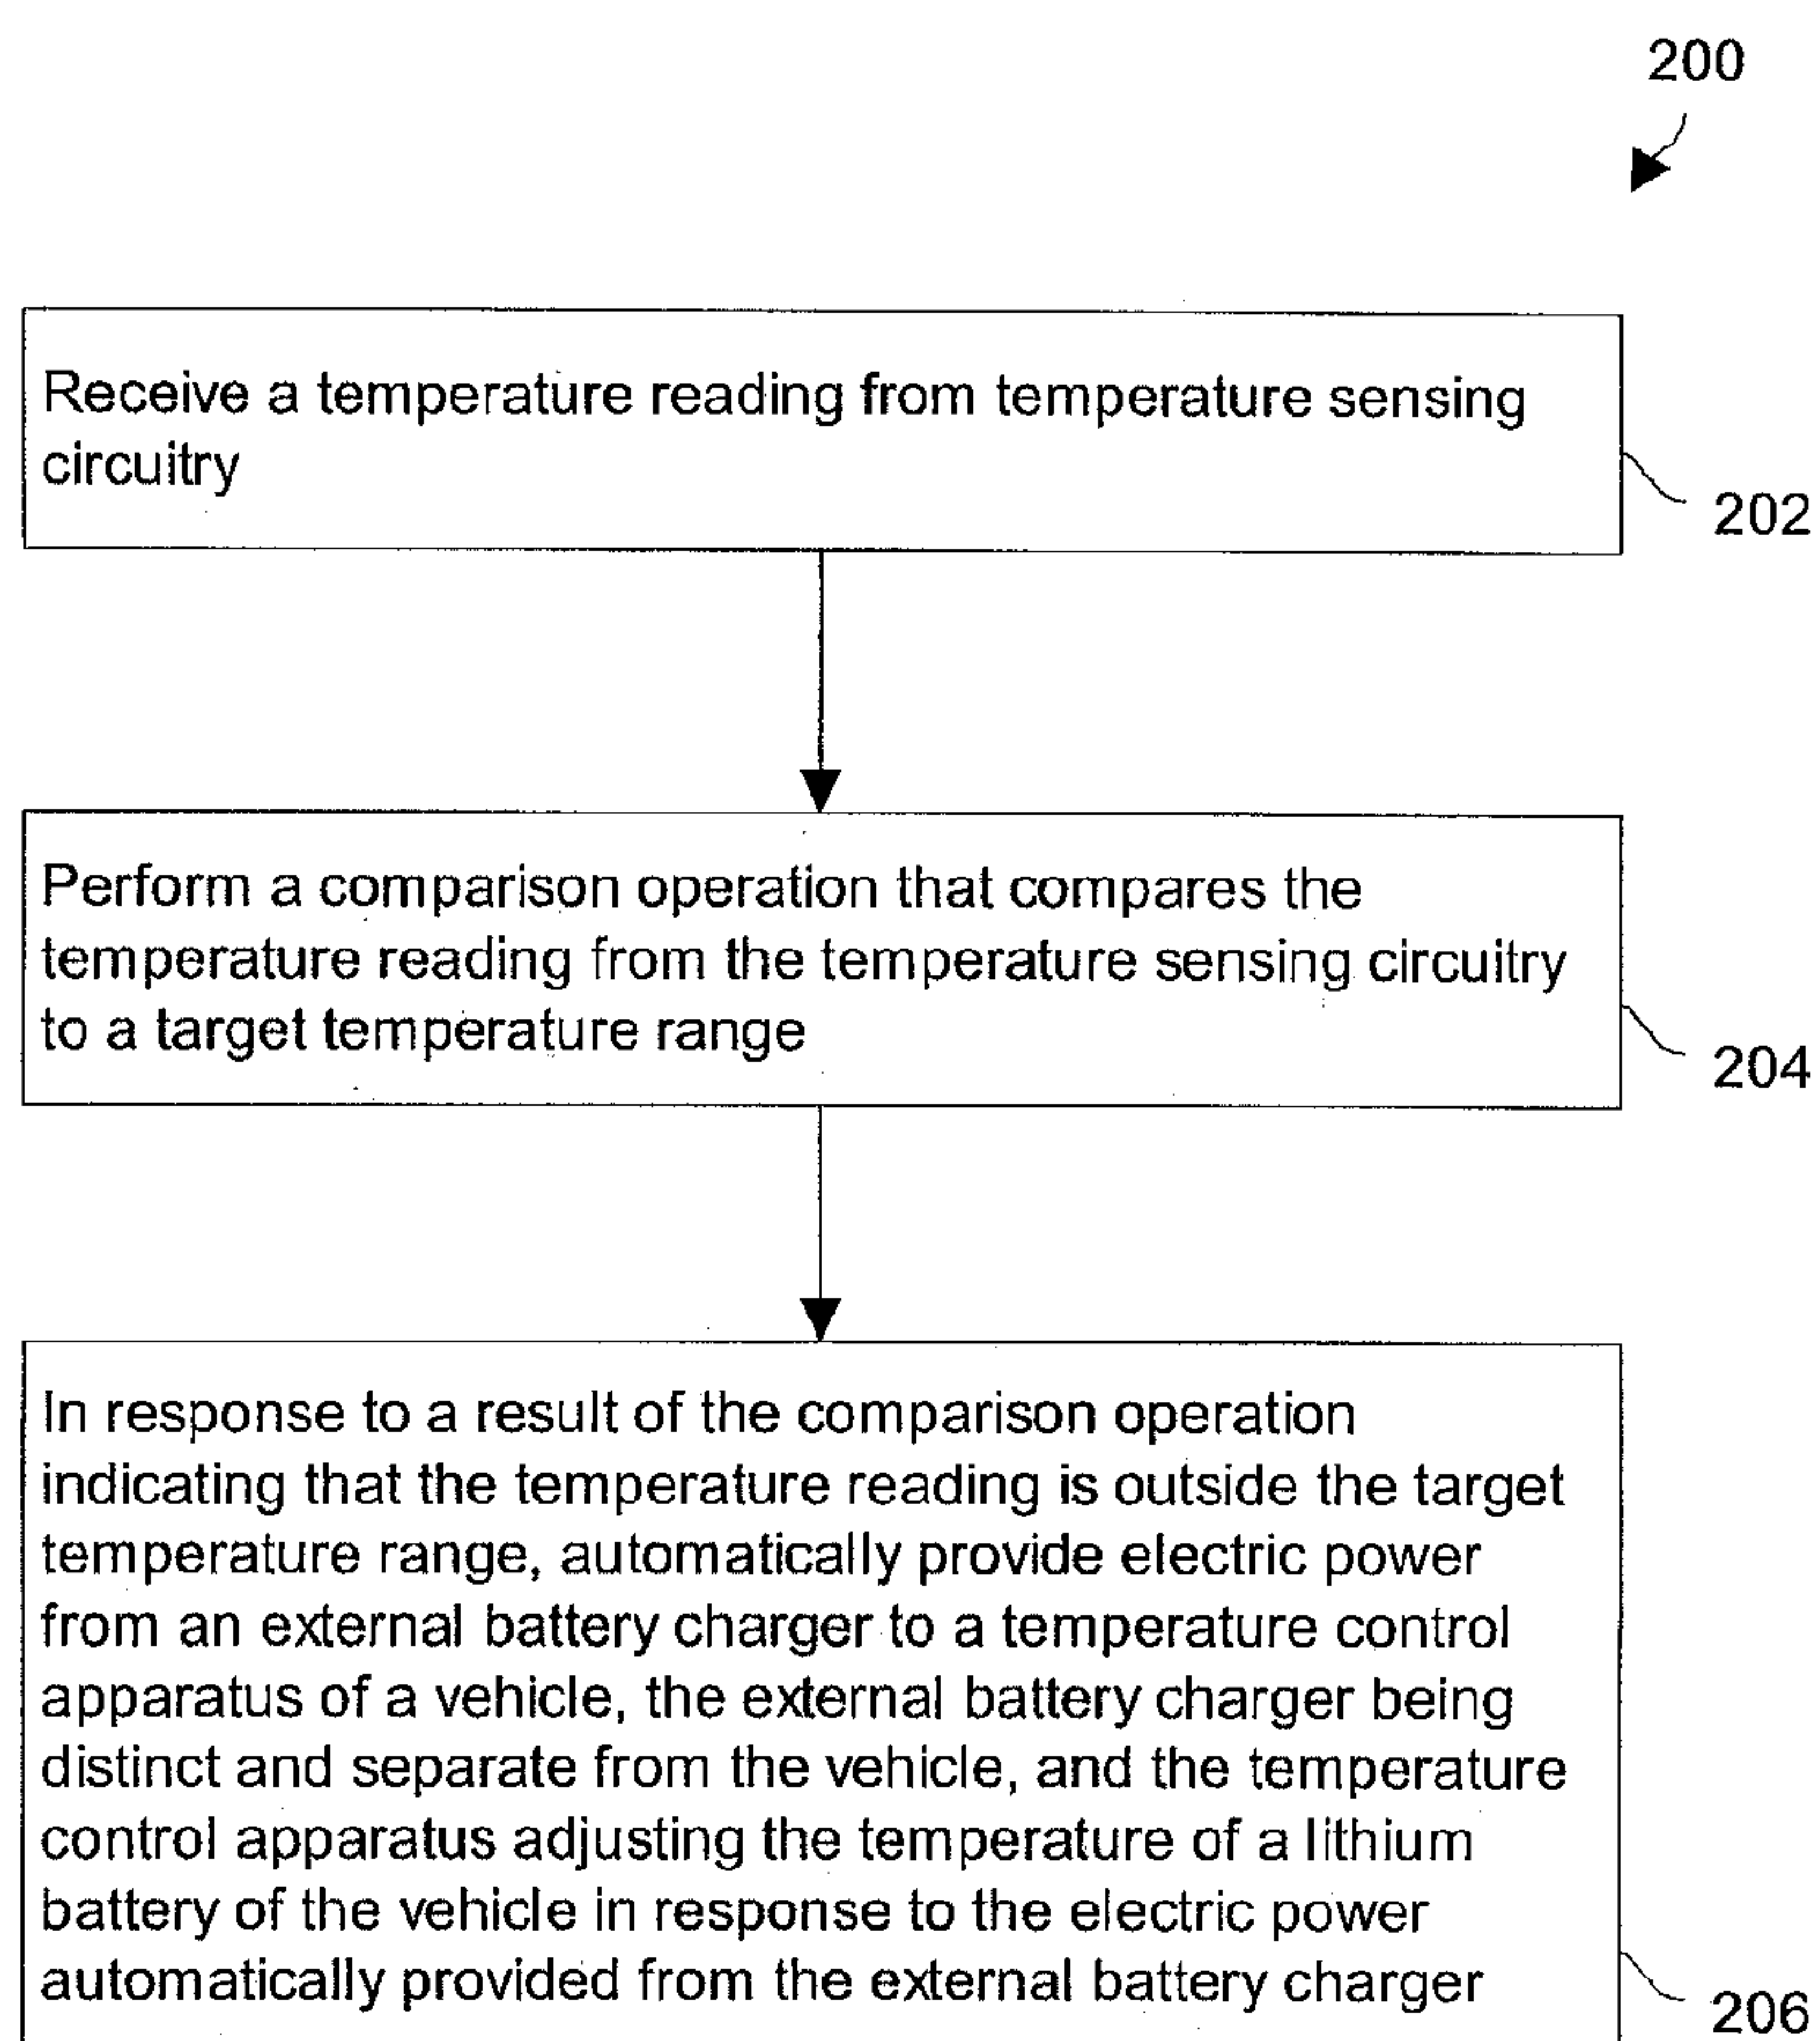 200
Receive a temperature reading from temperature sensing
circuitry
202
Perform a comparison operation that compares the
temperature reading from the temperature sensing circuitry
to a target temperature range
204
In response to a result of the comparison operation
indicating that the temperature reading is outside the target
temperature range, automatically provide electric power
from an external battery charger to a temperature control
apparatus of a vehicle, the external battery charger being
distinct and separate from the vehicle, and the temperature
control apparatus adjusting the temperature of a lithium
battery of the vehicle in response to the electric power
automatically provided from the external battery charger
206